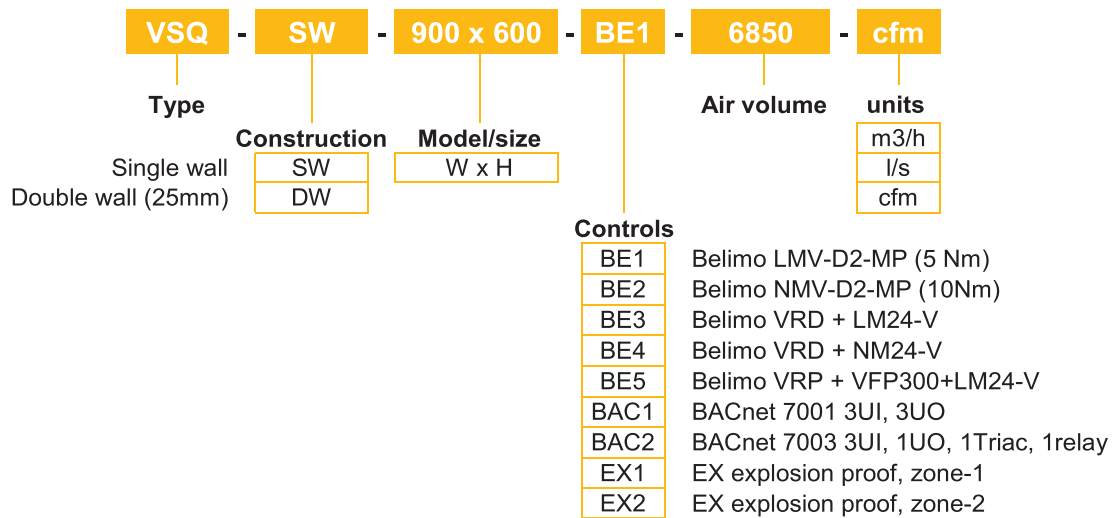 VSQ - SW - 900 x 600 - BE1 - 6850 - cfm
Type Air volume units
Construction Model/size m3/h
Single wall SW W x H l/s
Double wall (25mm) DW cfm
Controls
BE1 Belimo LMV-D2-MP (5 Nm)
BE2 Belimo NMV-D2-MP (10Nm)
BE3 Belimo VRD + LM24-V
BE4 Belimo VRD + NM24-V
BE5 Belimo VRP + VFP300+LM24-V
BAC1 BACnet 7001 3UI, 3UO
BAC2 BACnet 7003 3UI, 1UO, 1Triac, 1relay
EX1 EX explosion proof, zone-1
EX2 EX explosion proof, zone-2